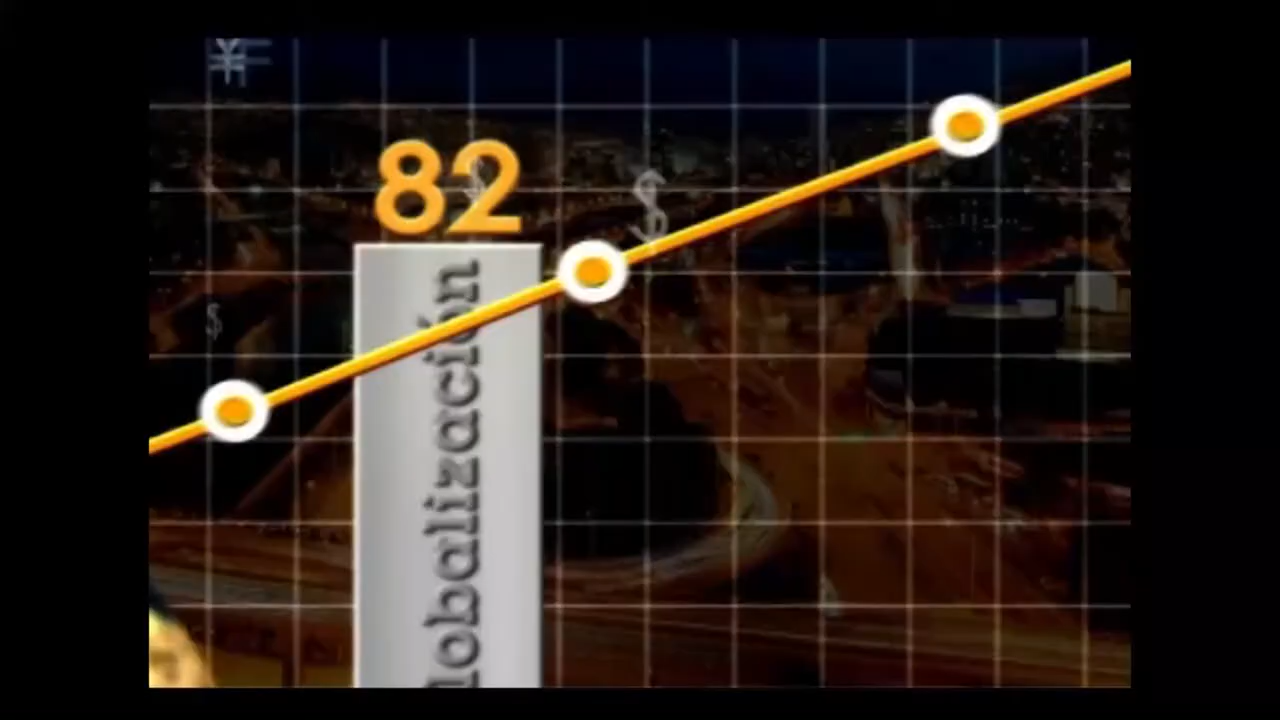 ¥
82
$
$
lobalización